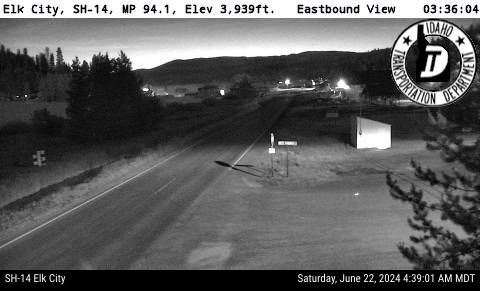 Elk City, SH-14, MP 94.1, Elev 3,939ft. Eastbound View 03:36:04
IDAHO
TRANSPORTATION DEPARTMENT
SH-14 Elk City Saturday, June 22, 2024 4:39:01 AM MDT